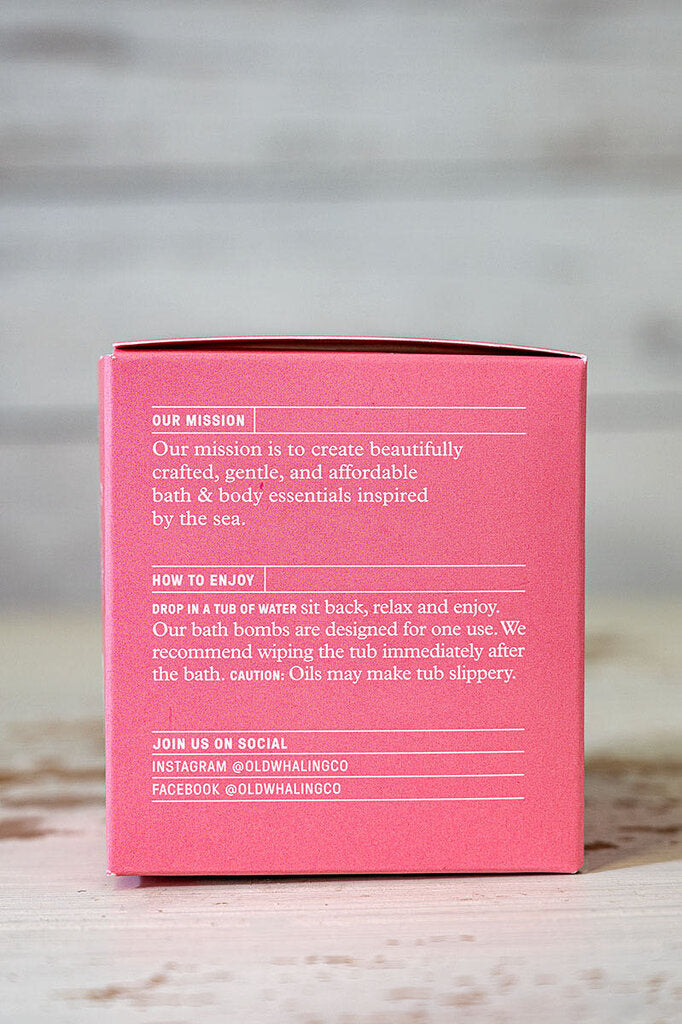 OUR MISSION
Our mission is to create beautifully
crafted, gentle, and affordable
bath & body essentials inspired
by the sea.
HOW TO ENJOY
DROP IN A TUB OF WATER sit back, relax and enjoy.
Our bath bombs are designed for one use. We
recommend wiping the tub immediately after
the bath. CAUTION: Oils may make tub slippery.
JOIN US ON SOCIAL
INSTAGRAM @OLDWHALINGCO
FACEBOOK @OLDWHALINGCO